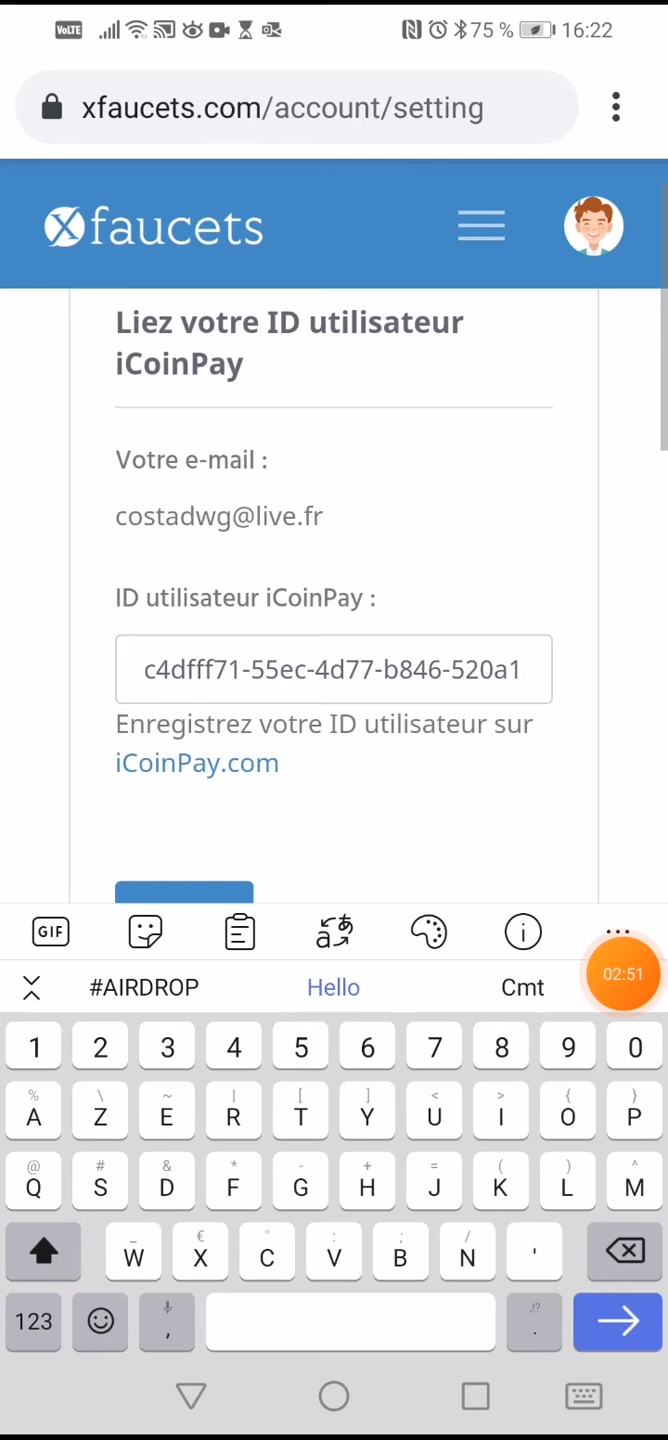 VoLTE 75 % 16:22
xfaucets.com/account/setting
xfaucets
Liez votre ID utilisateur
iCoinPay
Votre e-mail :
costadwg@live.fr
ID utilisateur iCoinPay :
c4dfff71-55ec-4d77-b846-520a1
Enregistrez votre ID utilisateur sur
iCoinPay.com
GIF
#AIRDROP Hello Cmt
02:51
1 2 3 4 5 6 7 8 9 0
% \ ~ | [ ] < > { }
A Z E R T Y U I O P
@ # & * - + = ( ) ^
Q S D F G H J K L M
_ € " : ; /
W X C V B N '
,!?
123 , .